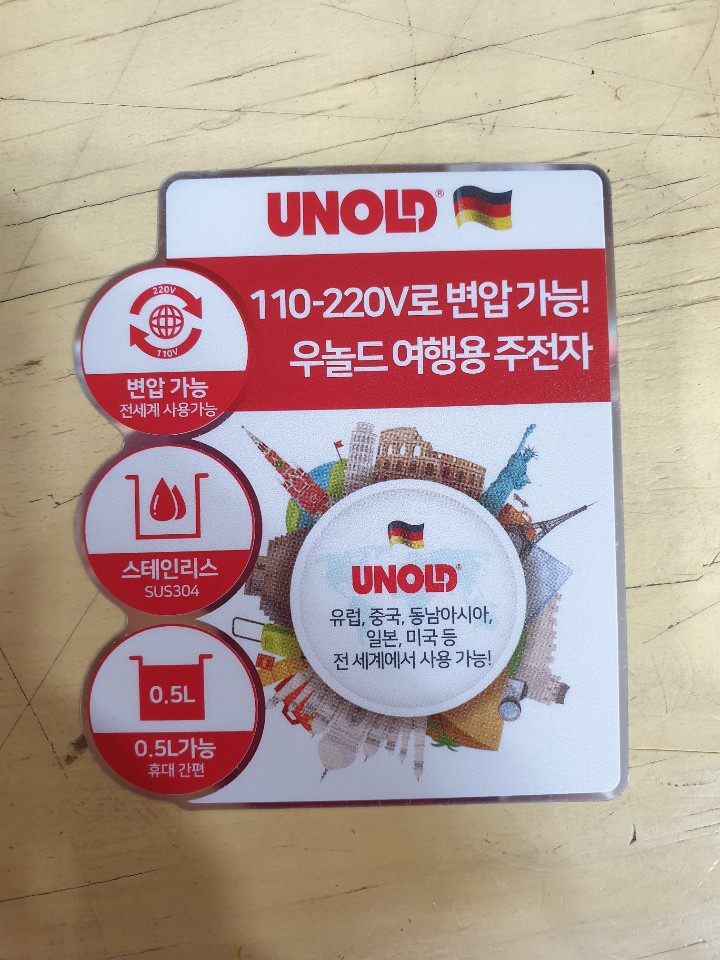 UNOLD®
110-220V로 변압 가능!
우놀드 여행용 주전자
220V
110V
변압 가능
전세계 사용가능
스테인리스
SUS304
0.5L
0.5L가능
휴대 간편
UNOLD®
유럽, 중국, 동남아시아,
일본, 미국 등
전 세계에서 사용 가능!